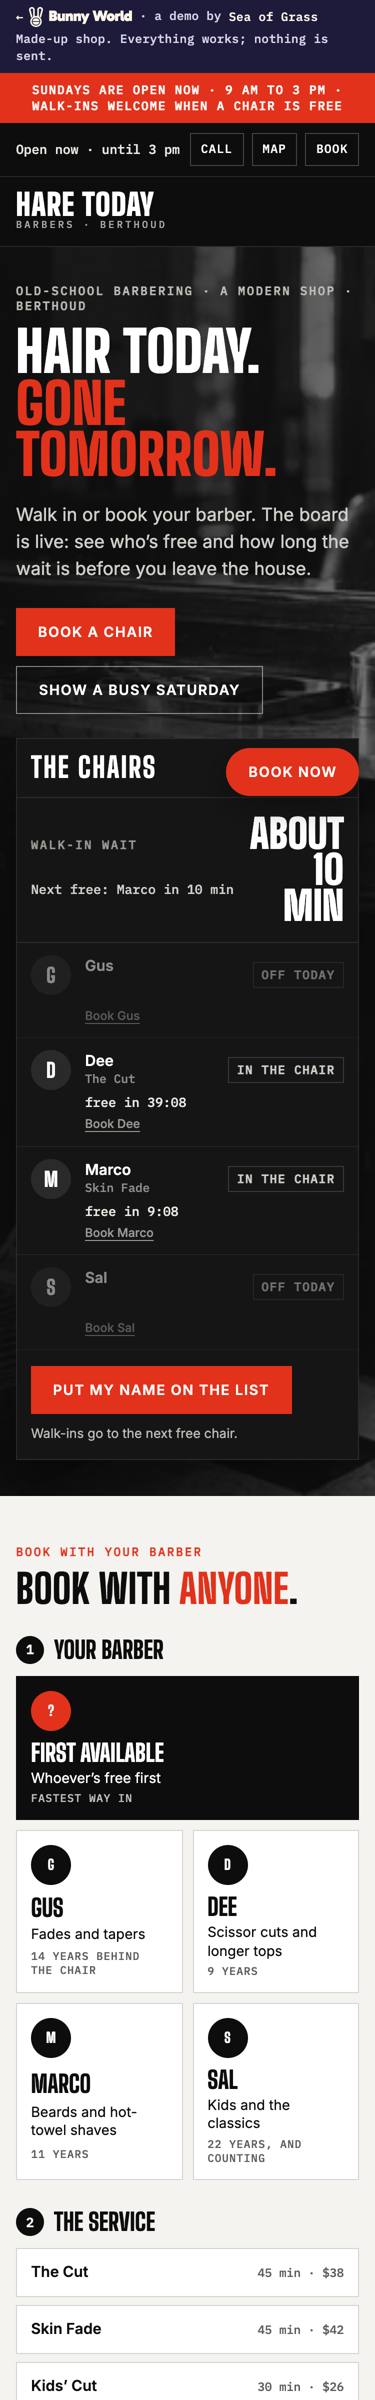 ← Bunny World · a demo by Sea of Grass
Made-up shop. Everything works; nothing is
sent.
SUNDAYS ARE OPEN NOW · 9 AM TO 3 PM ·
WALK-INS WELCOME WHEN A CHAIR IS FREE
Open now · until 3 pm
CALL
MAP
BOOK
HARE TODAY
BARBERS · BERTHOUD
OLD-SCHOOL BARBERING · A MODERN SHOP ·
BERTHOUD
HAIR TODAY.
GONE
TOMORROW.
Walk in or book your barber. The board
is live: see who’s free and how long the
wait is before you leave the house.
BOOK A CHAIR
SHOW A BUSY SATURDAY
THE CHAIRS
BOOK NOW
WALK-IN WAIT
Next free: Marco in 10 min
ABOUT
10
MIN
G
Gus
OFF TODAY
Book Gus
D
Dee
IN THE CHAIR
The Cut
free in 39:08
Book Dee
M
Marco
IN THE CHAIR
Skin Fade
free in 9:08
Book Marco
S
Sal
OFF TODAY
Book Sal
PUT MY NAME ON THE LIST
Walk-ins go to the next free chair.
BOOK WITH YOUR BARBER
BOOK WITH ANYONE.
1 YOUR BARBER
?
FIRST AVAILABLE
Whoever’s free first
FASTEST WAY IN
G
GUS
Fades and tapers
14 YEARS BEHIND
THE CHAIR
D
DEE
Scissor cuts and
longer tops
9 YEARS
M
MARCO
Beards and hot-
towel shaves
11 YEARS
S
SAL
Kids and the
classics
22 YEARS, AND
COUNTING
2 THE SERVICE
The Cut 45 min · $38
Skin Fade 45 min · $42
Kids’ Cut 30 min · $26